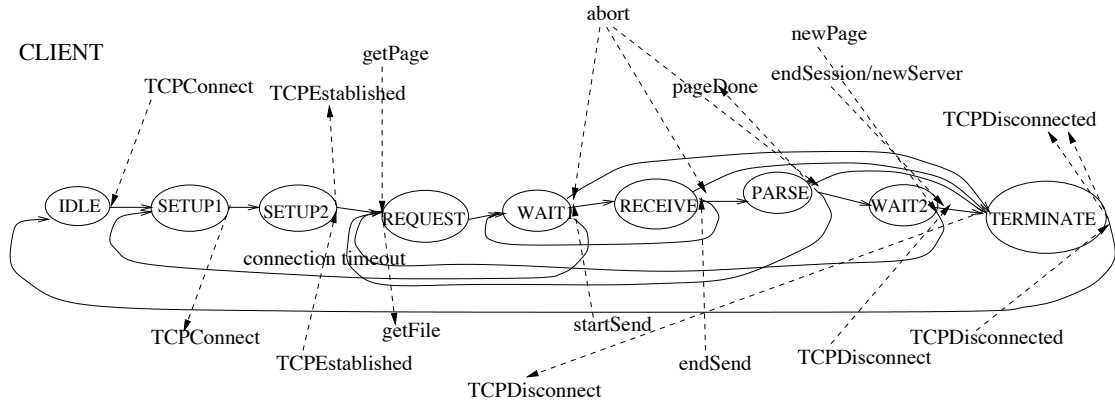 abort
newPage
CLIENT
getPage
endSession/newServer
TCPConnect
TCPEstablished
pageDone
TCPDisconnected
IDLE
SETUP1
SETUP2
REQUEST
WAIT1
RECEIVE
PARSE
WAIT2
TERMINATE
connection timeout
TCPConnect
getFile
startSend
TCPDisconnected
TCPEstablished
endSend
TCPDisconnect
TCPDisconnect